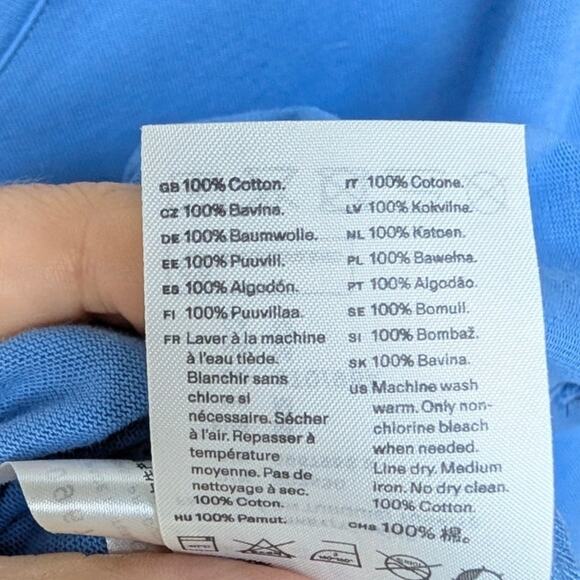 GB 100% Cotton.
CZ 100% Bavlna.
DE 100% Baumwolle.
EE 100% Puuvill.
ES 100% Algodón.
FI 100% Puuvillaa.
FR Laver à la machine
à l'eau tiède.
Blanchir sans
chlore si
nécessaire. Sécher
à l'air. Repasser à
température
moyenne. Pas de
nettoyage à sec.
100% Coton.
HU 100% Pamut.
IT 100% Cotone.
LV 100% Kokvilna.
NL 100% Katoen.
PL 100% Bawełna.
PT 100% Algodão.
SE 100% Bomull.
SI 100% Bombaž.
SK 100% Bavlna.
US Machine wash
warm. Only non-
chlorine bleach
when needed.
Line dry. Medium
iron. No dry clean.
100% Cotton.
CHS 100% 棉。